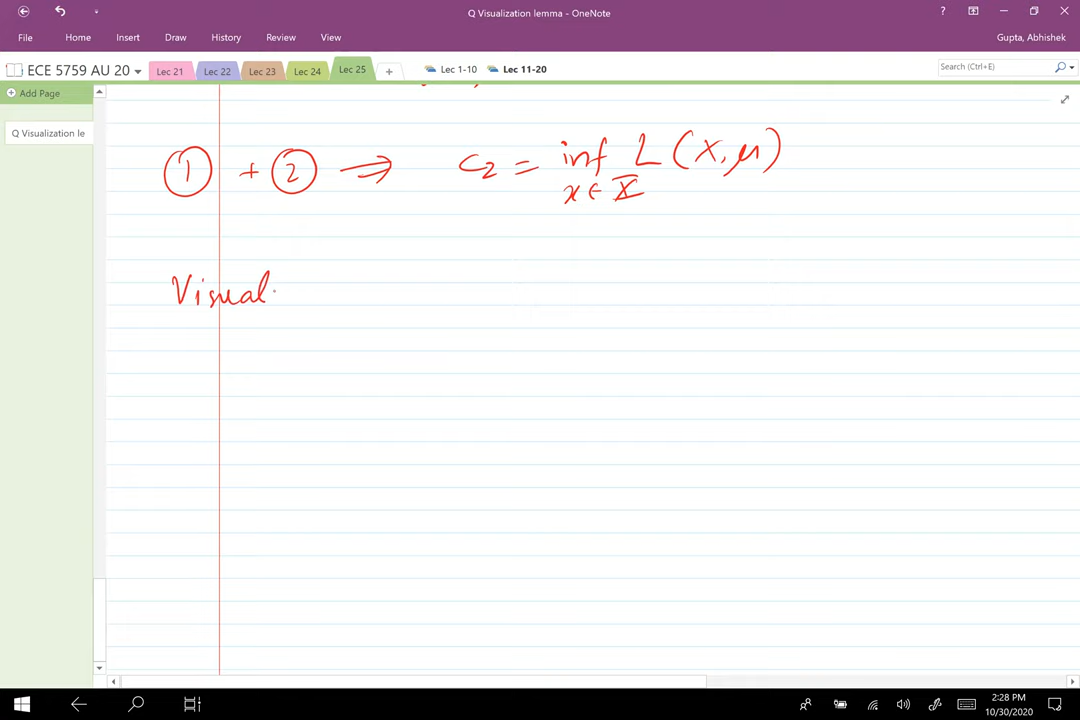 Q Visualization lemma - OneNote
?
File Home Insert Draw History Review View
Gupta, Abhishek
ECE 5759 AU 20
Lec 21 Lec 22 Lec 23 Lec 24 Lec 25 + Lec 1-10 Lec 11-20
Search (Ctrl+E)
Add Page
Q Visualization le
① + ② ⟹ C₂ = inf L(x,μ)
x∈X
Visual
2:28 PM
10/30/2020